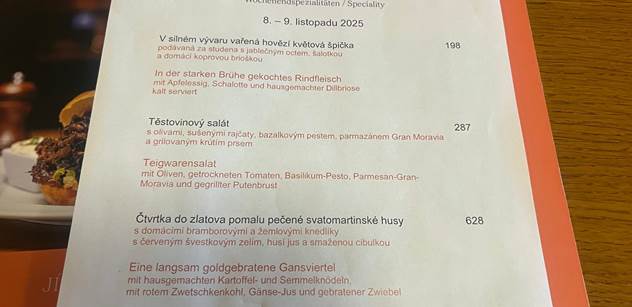 Wochenendspezialitäten / Speciality
8. – 9. listopadu 2025
V silném vývaru vařená hovězí květová špička 198
podávaná za studena s jablečným octem, šalotkou
a domácí koprovou brioškou
In der starken Brühe gekochtes Rindfleisch
mit Apfelessig, Schalotte und hausgemachter Dillbriose
kalt serviert
Těstovinový salát 287
s olivami, sušenými rajčaty, bazalkovým pestem, parmazánem Gran Moravia
a grilovaným krůtím prsem
Teigwarensalat
mit Oliven, getrockneten Tomaten, Basilikum-Pesto, Parmesan-Gran-
Moravia und gegrillter Putenbrust
Čtvrtka do zlatova pomalu pečené svatomartinské husy 628
s domácími bramborovými a žemlovými knedlíky
s červeným švestkovým zelím, husí jus a smaženou cibulkou
Eine langsam goldgebratene Gansviertel
mit hausgemachten Kartoffel- und Semmelknödeln,
mit rotem Zwetschkenkohl, Gänse-Jus und gebratener Zwiebel
JÍ